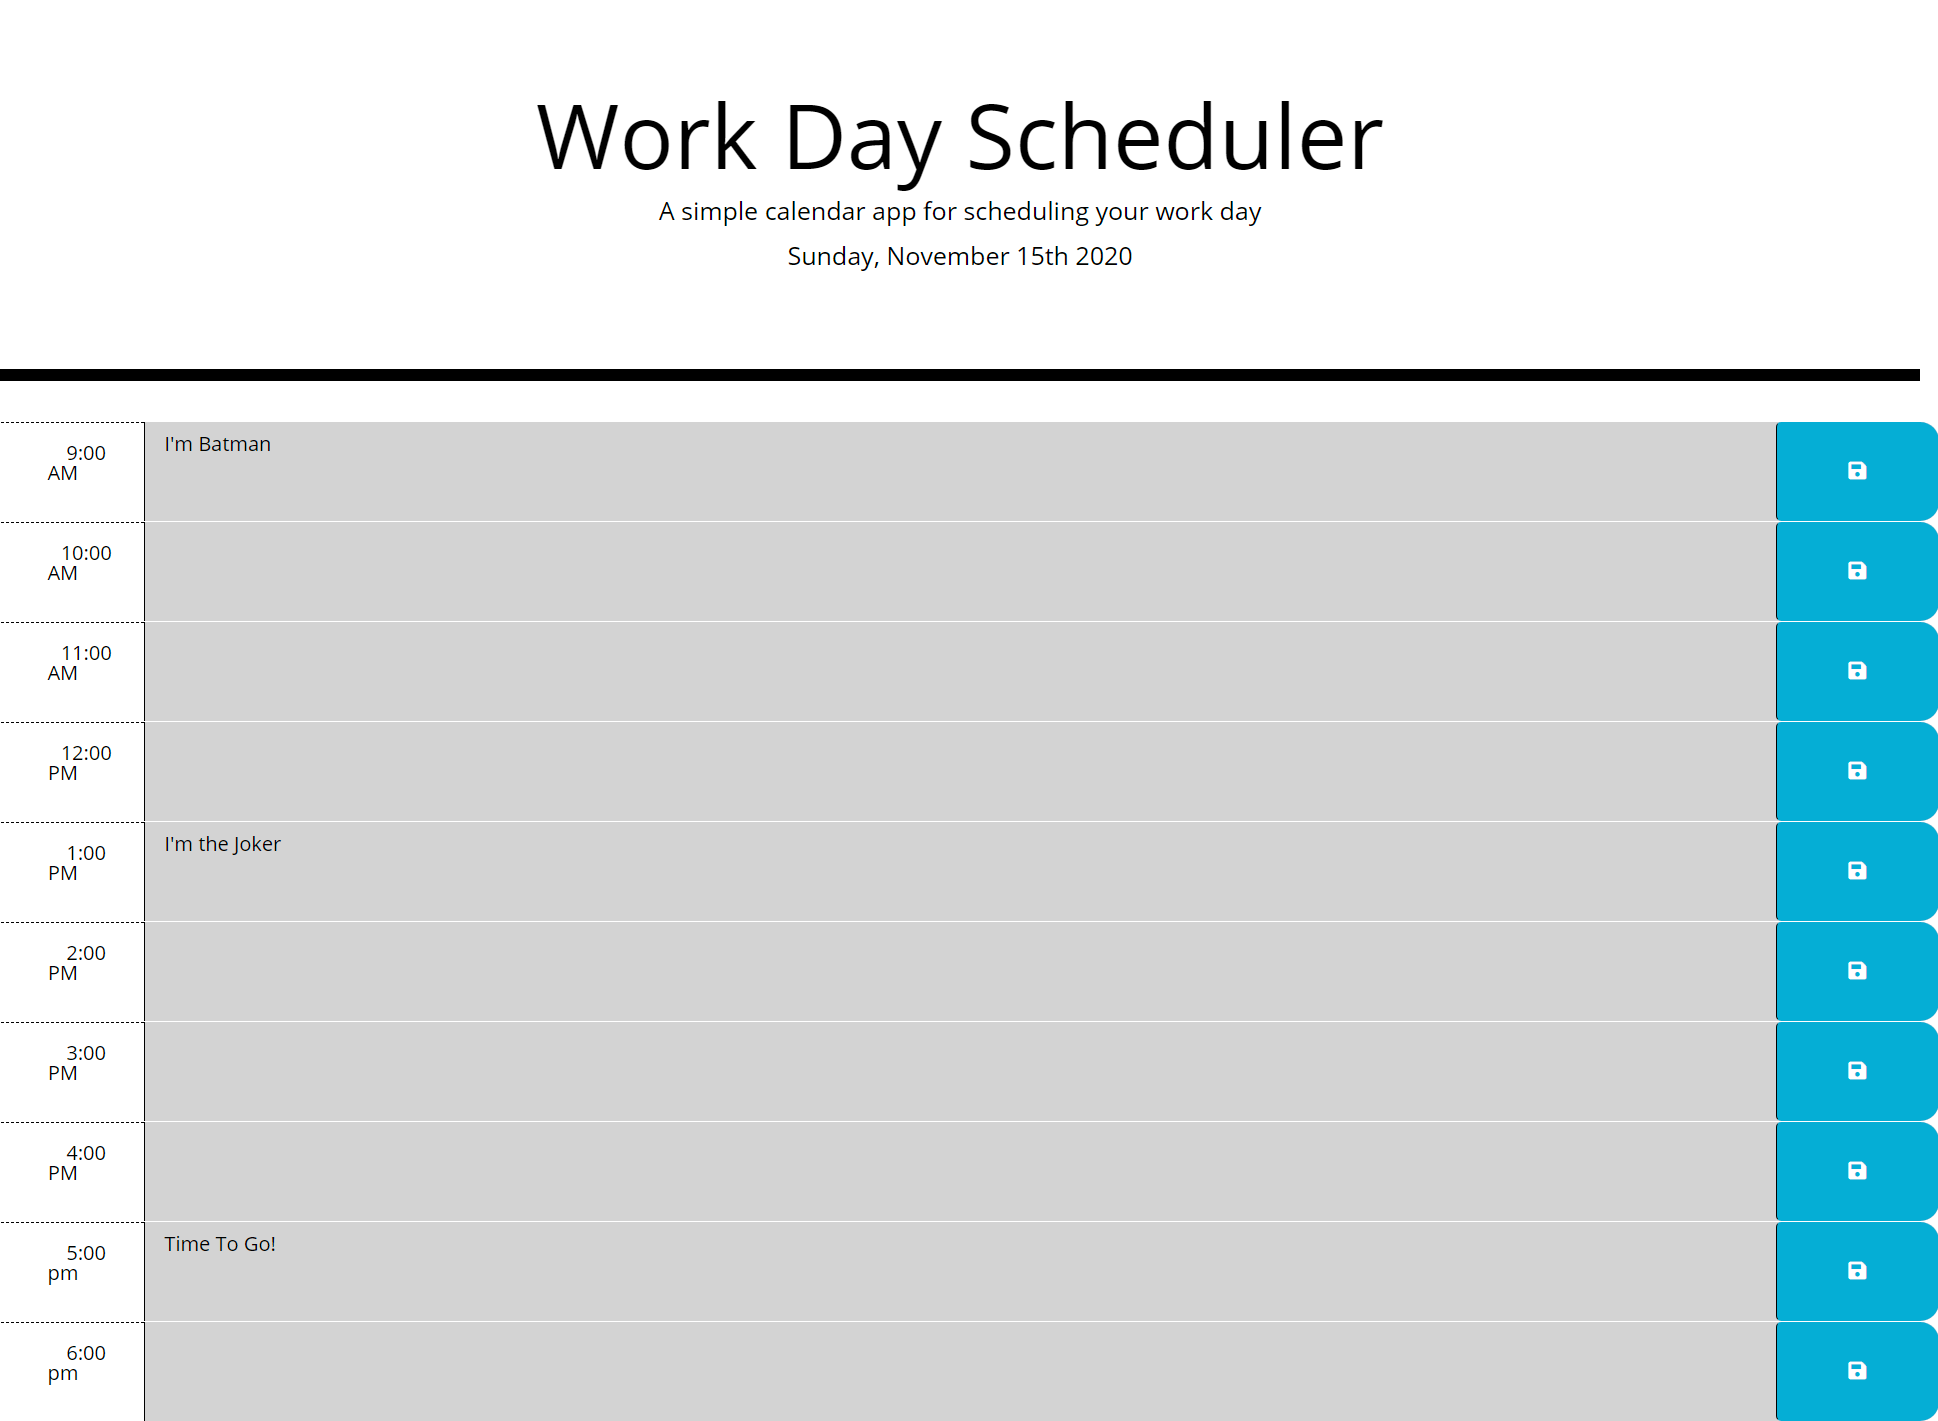 Work Day Scheduler
A simple calendar app for scheduling your work day
Sunday, November 15th 2020
9:00
AM
I'm Batman
10:00
AM
11:00
AM
12:00
PM
1:00
PM
I'm the Joker
2:00
PM
3:00
PM
4:00
PM
5:00
pm
Time To Go!
6:00
pm